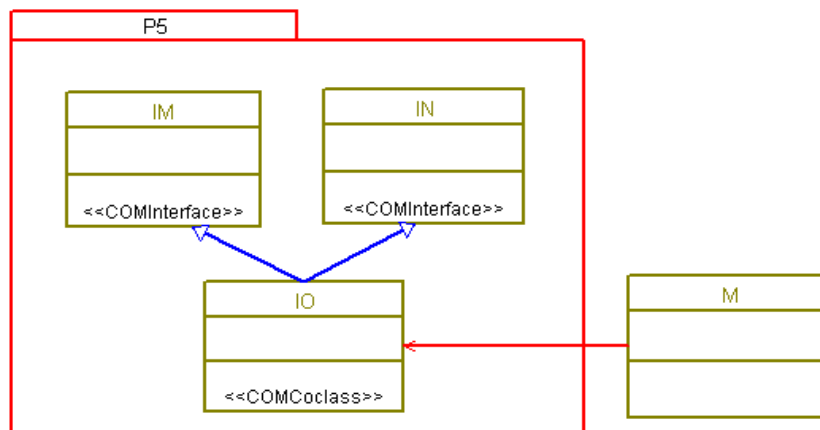 P5
IM
IN
<<COMInterface>>
<<COMInterface>>
IO
M
<<COMCoclass>>